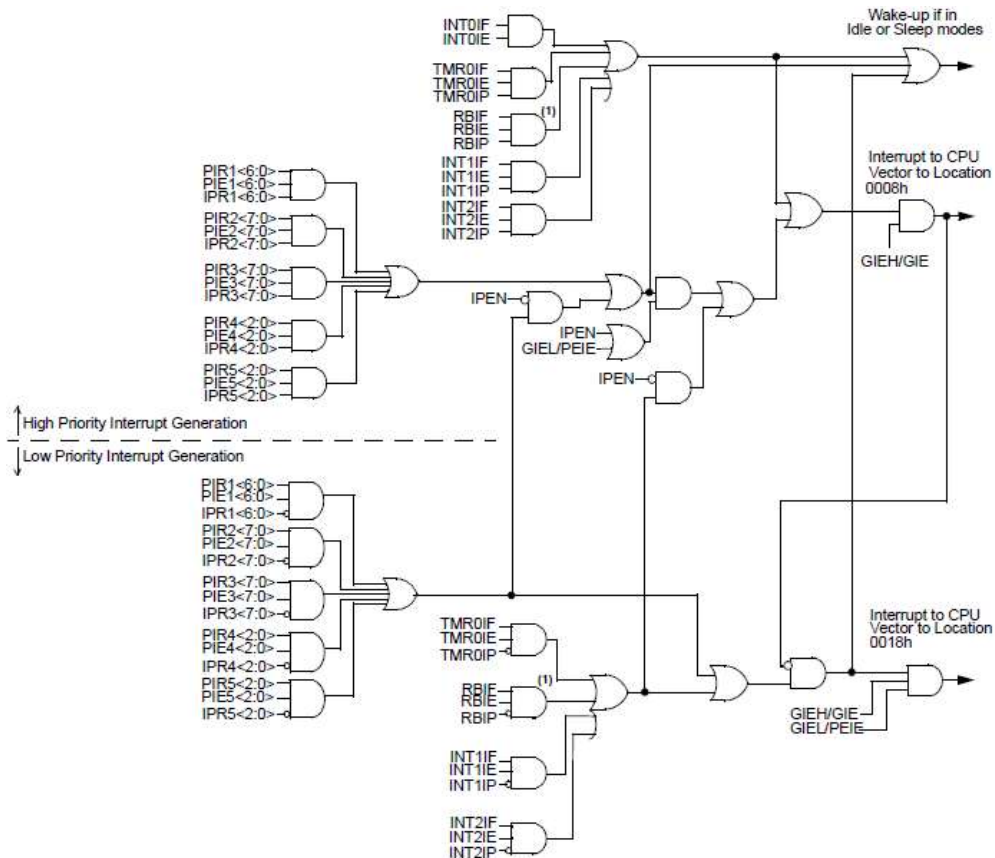 INT0IF
INT0IE
TMR0IF
TMR0IE
TMR0IP
(1)
RBIF
RBIE
RBIP
INT1IF
INT1IE
INT1IP
INT2IF
INT2IE
INT2IP
Wake-up if in
Idle or Sleep modes
Interrupt to CPU
Vector to Location
0008h
GIEH/GIE
PIR1<6:0>
PIE1<6:0>
IPR1<6:0>
PIR2<7:0>
PIE2<7:0>
IPR2<7:0>
PIR3<7:0>
PIE3<7:0>
IPR3<7:0>
PIR4<2:0>
PIE4<2:0>
IPR4<2:0>
PIR5<2:0>
PIE5<2:0>
IPR5<2:0>
IPEN
IPEN
GIEL/PEIE
IPEN
High Priority Interrupt Generation
Low Priority Interrupt Generation
PIR1<6:0>
PIE1<6:0>
IPR1<6:0>
PIR2<7:0>
PIE2<7:0>
IPR2<7:0>
PIR3<7:0>
PIE3<7:0>
IPR3<7:0>
PIR4<2:0>
PIE4<2:0>
IPR4<2:0>
PIR5<2:0>
PIE5<2:0>
IPR5<2:0>
TMR0IF
TMR0IE
TMR0IP
(1)
RBIF
RBIE
RBIP
INT1IF
INT1IE
INT1IP
INT2IF
INT2IE
INT2IP
Interrupt to CPU
Vector to Location
0018h
GIEH/GIE
GIEL/PEIE